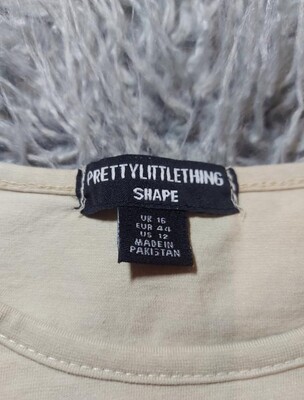 PRETTYLITTLETHING
SHAPE
UK 16
EUR 44
US 12
MADE IN
PAKISTAN